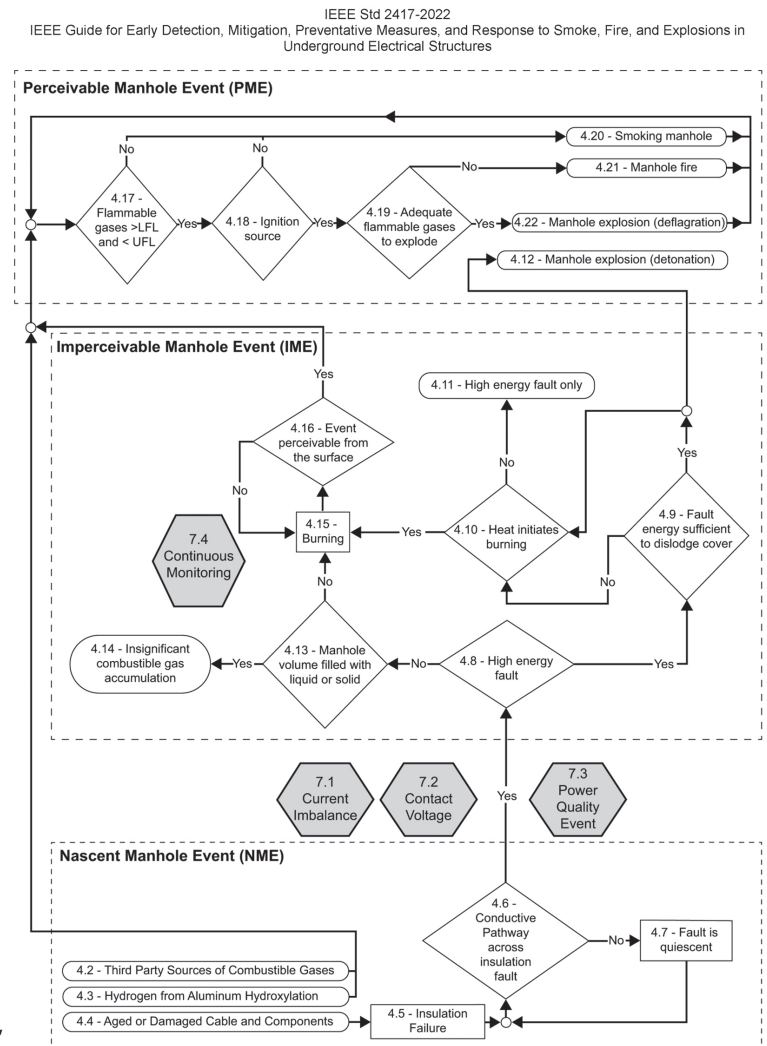 IEEE Std 2417-2022
IEEE Guide for Early Detection, Mitigation, Preventative Measures, and Response to Smoke, Fire, and Explosions in
Underground Electrical Structures
Perceivable Manhole Event (PME)
4.20 - Smoking manhole
No
No
4.21 - Manhole fire
No
4.17 -
Flammable
gases >LFL
and < UFL
Yes
4.18 - Ignition
source
Yes
4.19 - Adequate
flammable gases
to explode
Yes
4.22 - Manhole explosion (deflagration)
4.12 - Manhole explosion (detonation)
Imperceivable Manhole Event (IME)
Yes
4.11 - High energy fault only
4.16 - Event
perceivable from
the surface
No
No
Yes
7.4
Continuous
Monitoring
4.15 -
Burning
Yes
4.10 - Heat initiates
burning
4.9 - Fault
energy sufficient
to dislodge cover
No
No
4.14 - Insignificant
combustible gas
accumulation
Yes
4.13 - Manhole
volume filled with
liquid or solid
No
4.8 - High energy
fault
Yes
7.1
Current
Imbalance
7.2
Contact
Voltage
Yes
7.3
Power
Quality
Event
Nascent Manhole Event (NME)
4.6 -
Conductive
Pathway
across
insulation
fault
No
4.7 - Fault is
quiescent
4.2 - Third Party Sources of Combustible Gases
4.3 - Hydrogen from Aluminum Hydroxylation
4.4 - Aged or Damaged Cable and Components
4.5 - Insulation
Failure